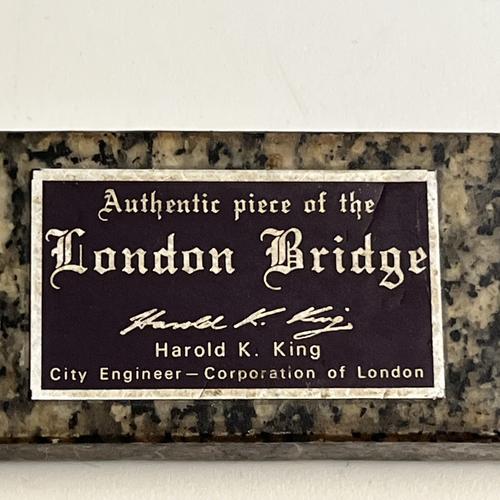 Authentic piece of the
London Bridge
Harold K. King
Harold K. King
City Engineer—Corporation of London